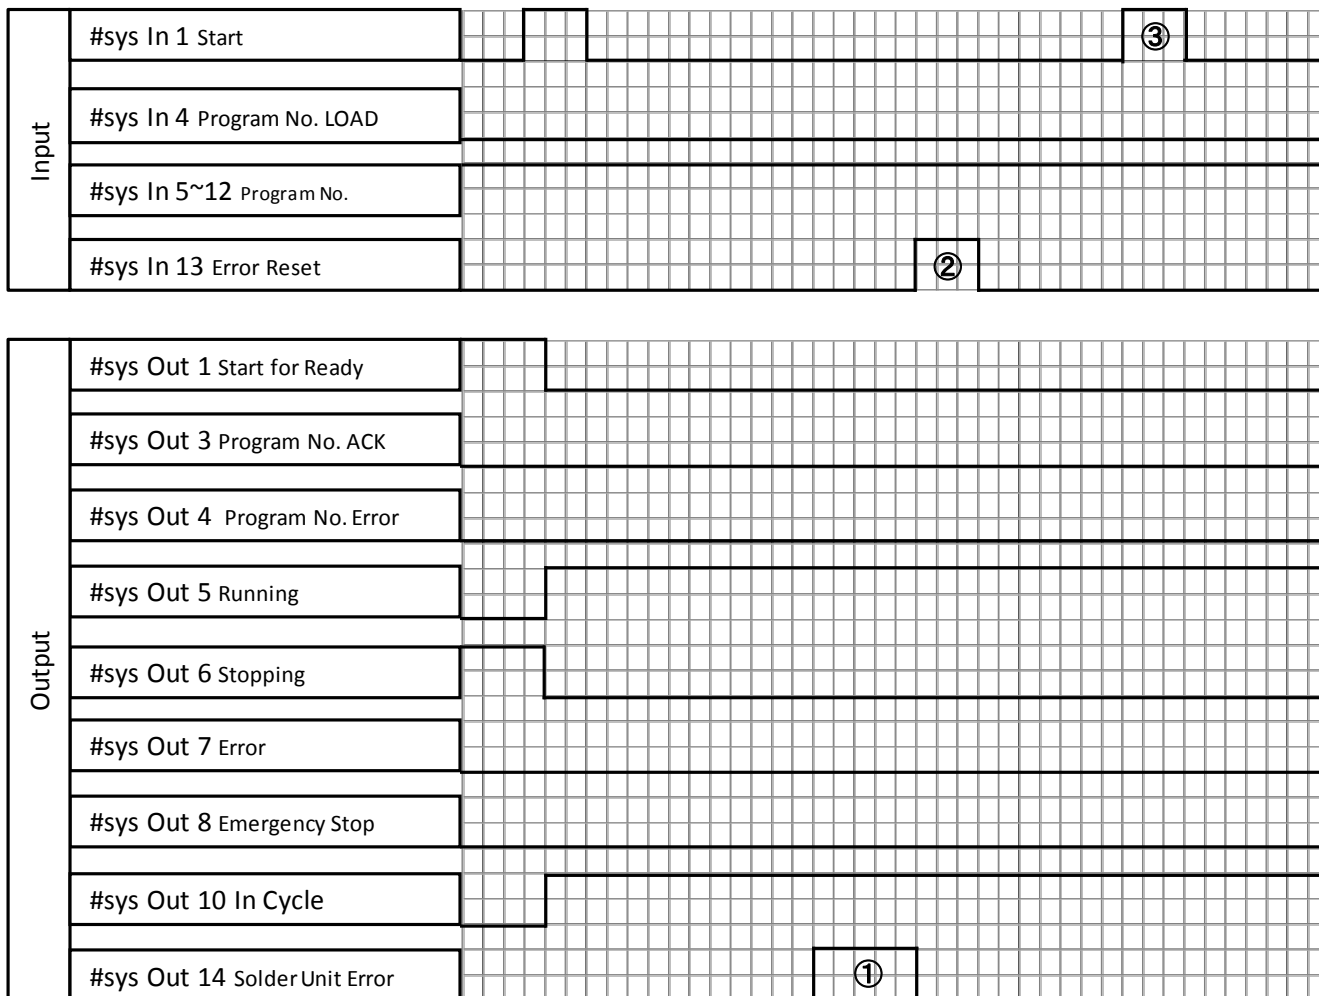 Input
#sys In 1 Start
③
#sys In 4 Program No. LOAD
#sys In 5~12 Program No.
#sys In 13 Error Reset
②
Output
#sys Out 1 Start for Ready
#sys Out 3 Program No. ACK
#sys Out 4 Program No. Error
#sys Out 5 Running
#sys Out 6 Stopping
#sys Out 7 Error
#sys Out 8 Emergency Stop
#sys Out 10 In Cycle
#sys Out 14 Solder Unit Error
①